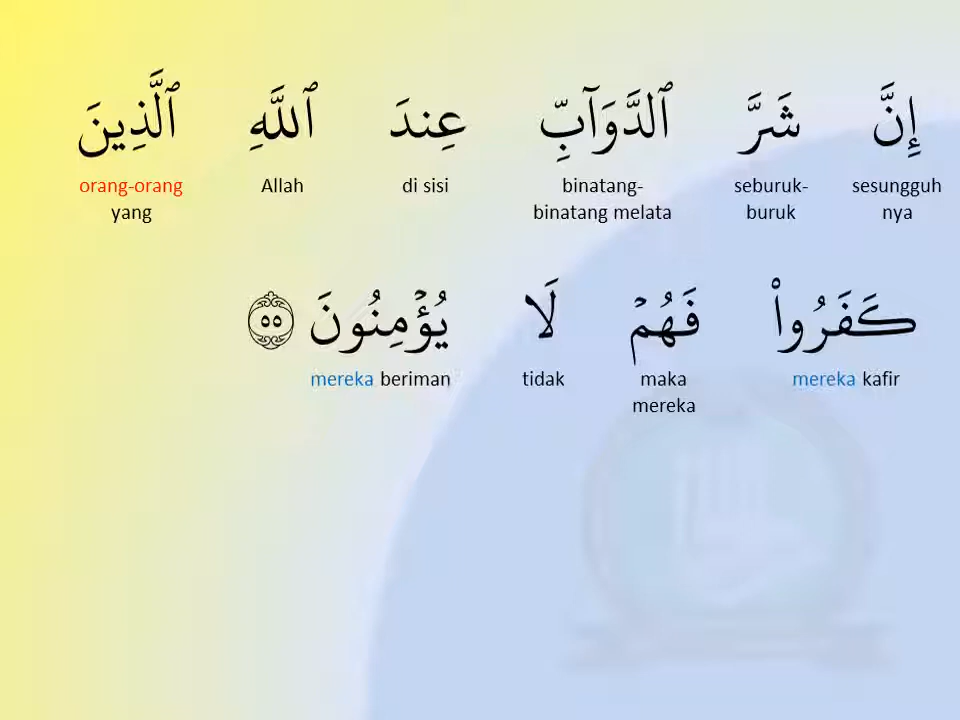 إِنَّ شَرَّ ٱلدَّوَآبِّ عِندَ ٱللَّهِ ٱلَّذِينَ
sesungguh seburuk- binatang- di sisi Allah orang-orang
nya buruk binatang melata yang
كَفَرُوا۟ فَهُمۡ لَا يُؤۡمِنُونَ ٥٥
mereka kafir maka tidak mereka beriman
mereka